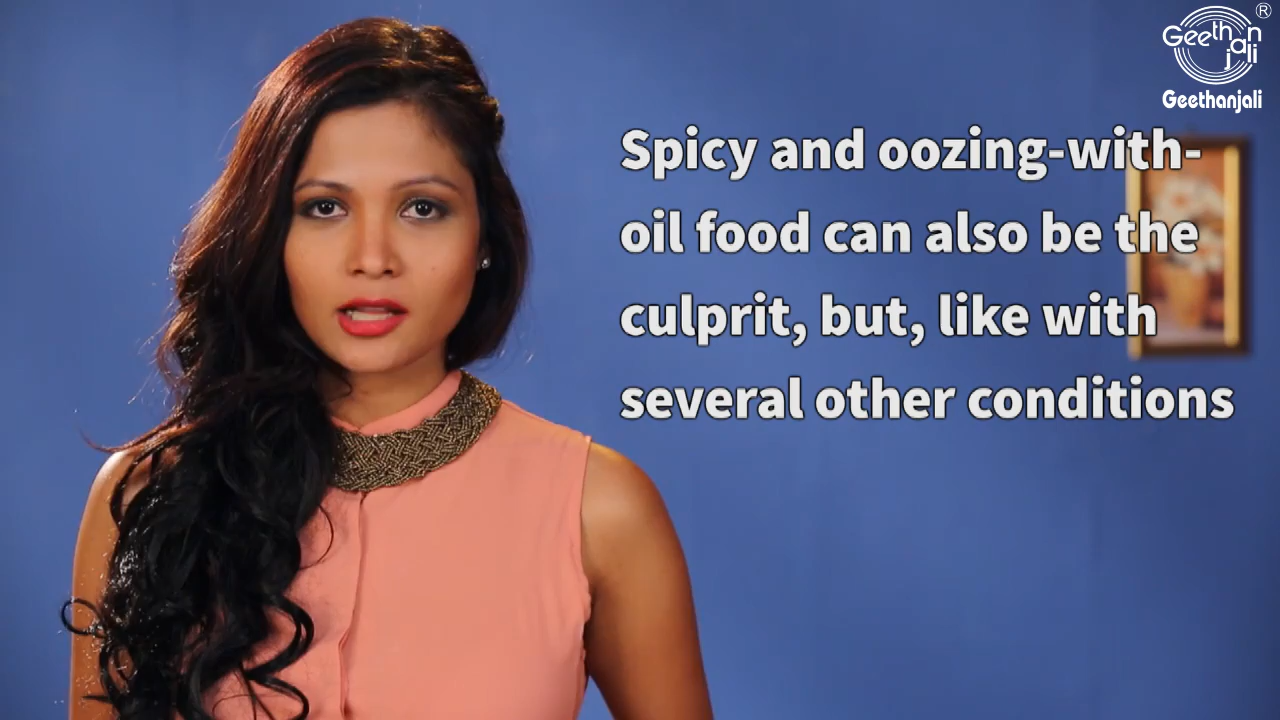 Geethanjali
®
Geethanjali
Spicy and oozing-with-
oil food can also be the
culprit, but, like with
several other conditions